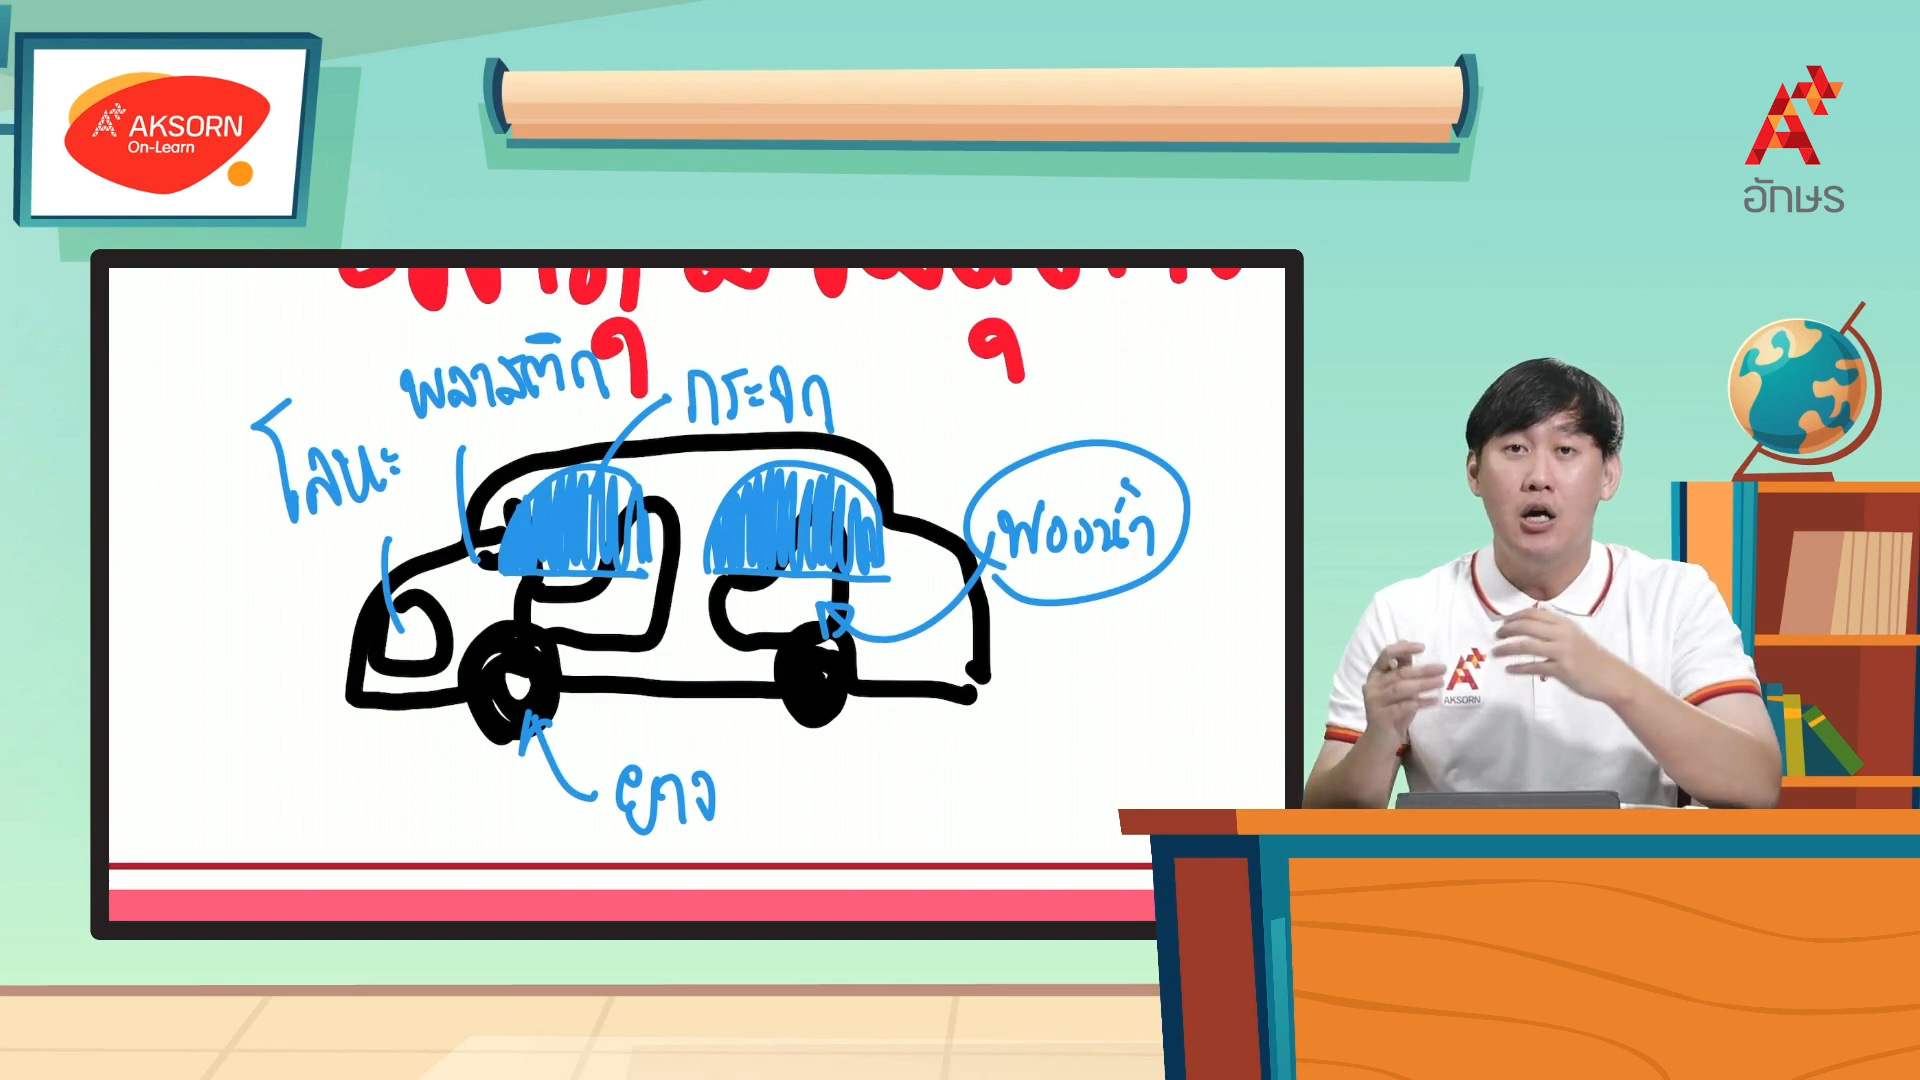 AKSORN
On-Learn
อักษร
พลาสติก
กระจก
โลหะ
ฟองน้ำ
ยาง
AKSORN